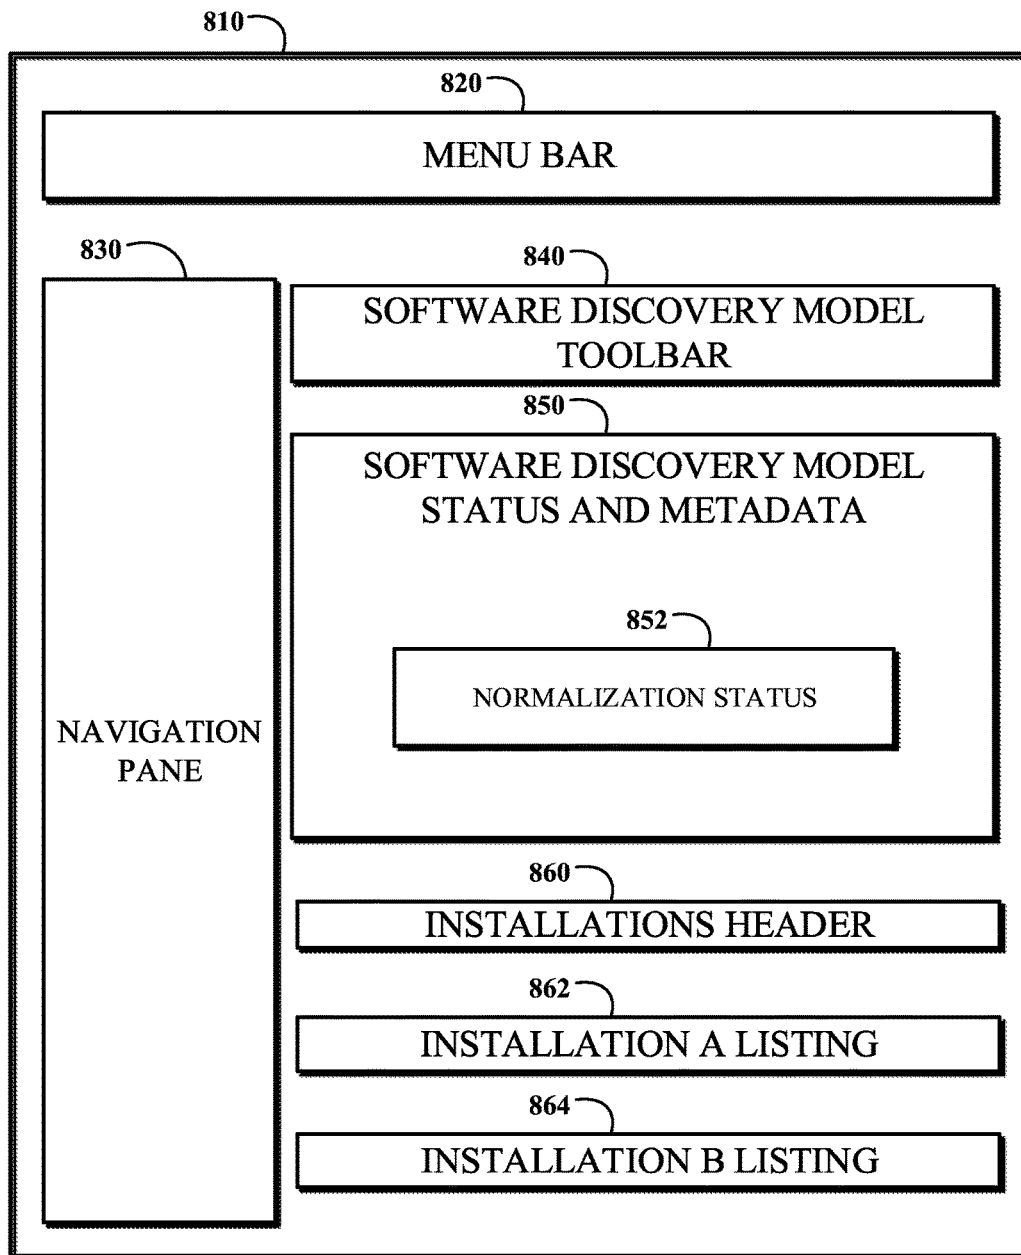 810
820
MENU BAR
830
NAVIGATION
PANE
840
SOFTWARE DISCOVERY MODEL
TOOLBAR
850
SOFTWARE DISCOVERY MODEL
STATUS AND METADATA
852
NORMALIZATION STATUS
860
INSTALLATIONS HEADER
862
INSTALLATION A LISTING
864
INSTALLATION B LISTING